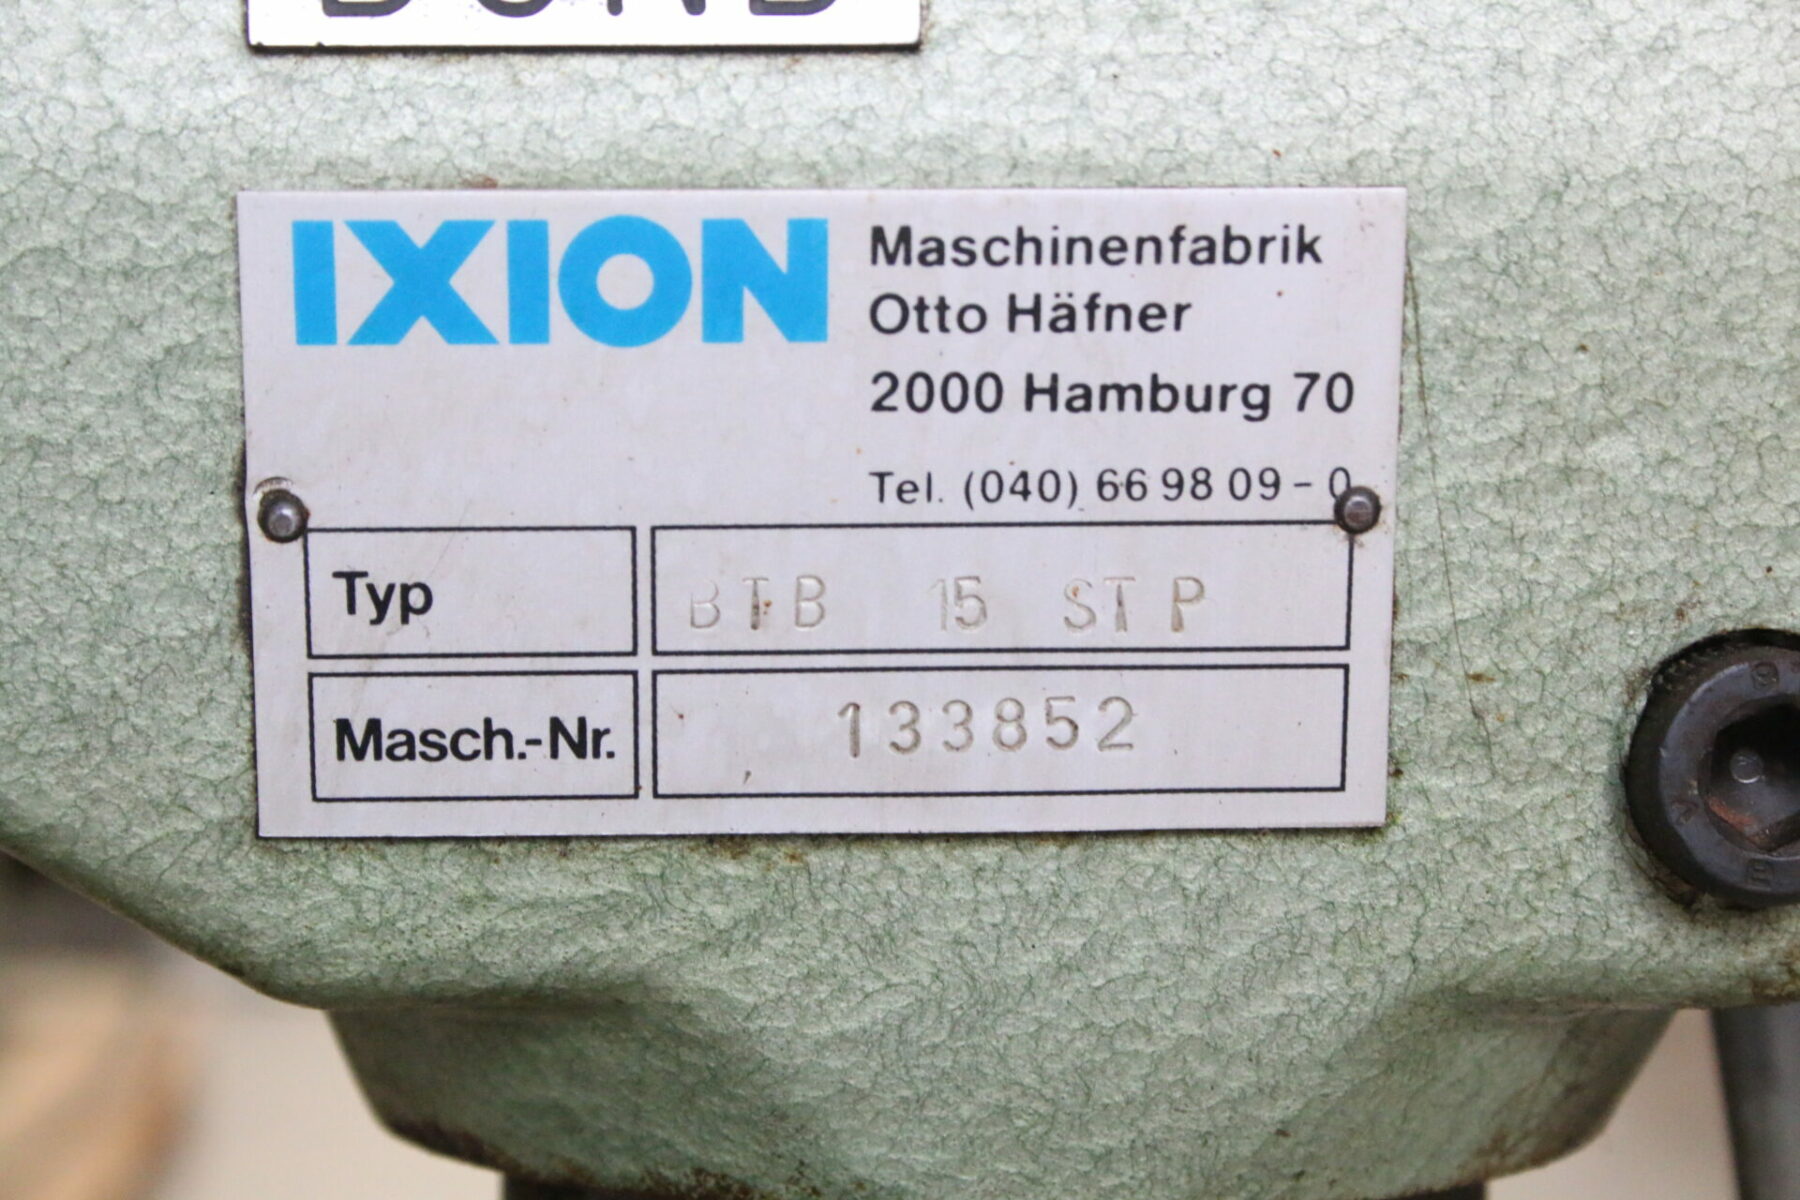 IXION
Maschinenfabrik
Otto Häfner
2000 Hamburg 70
Tel. (040) 66 98 09 - 0
Typ BTB 15 STP
Masch.-Nr. 133852